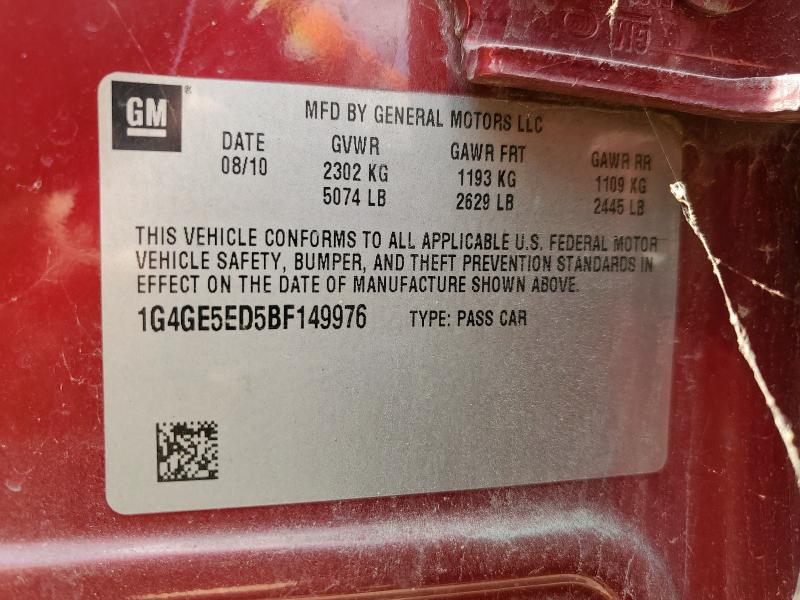 GM
GM ®
MFD BY GENERAL MOTORS LLC
DATE GVWR GAWR FRT GAWR RR
08/10 2302 KG 1193 KG 1109 KG
5074 LB 2629 LB 2445 LB
THIS VEHICLE CONFORMS TO ALL APPLICABLE U.S. FEDERAL MOTOR
VEHICLE SAFETY, BUMPER, AND THEFT PREVENTION STANDARDS IN
EFFECT ON THE DATE OF MANUFACTURE SHOWN ABOVE.
1G4GE5ED5BF149976 TYPE: PASS CAR